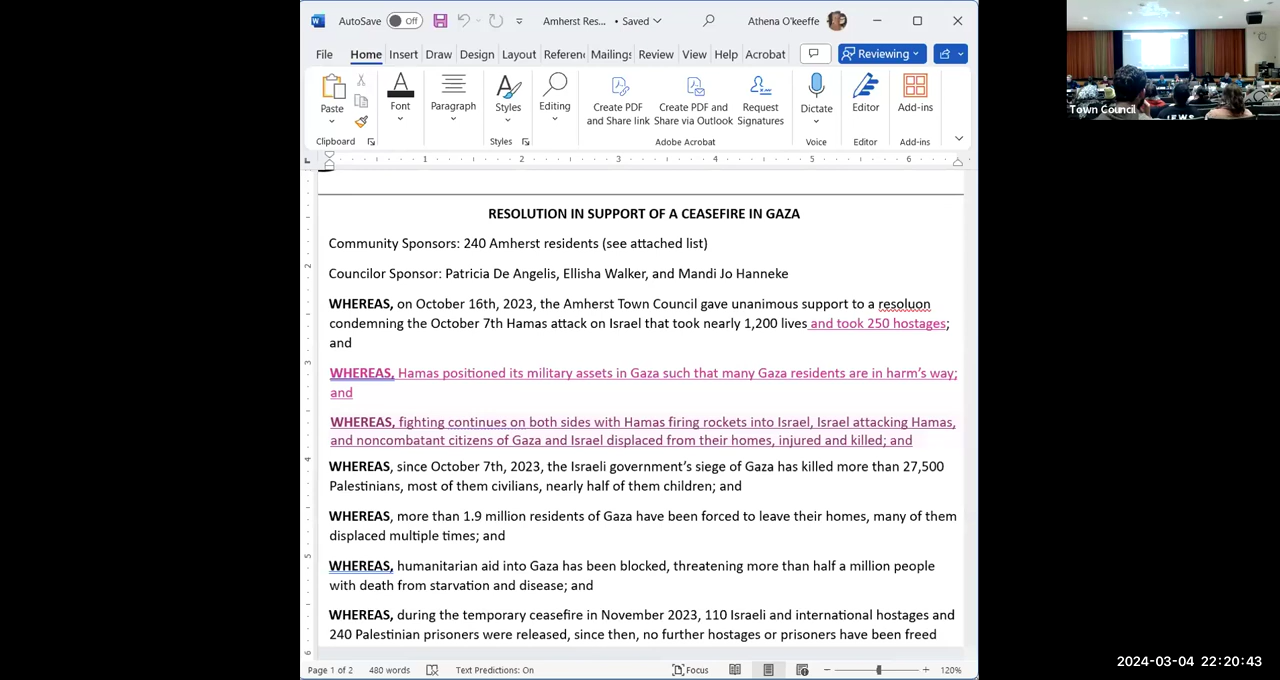 AutoSave Off Amherst Res... • Saved Athena O'keeffe
File Home Insert Draw Design Layout Referenc Mailings Review View Help Acrobat Reviewing
Paste Font Paragraph Styles Editing Create PDF and Share link Create PDF and Share via Outlook Request Signatures Dictate Editor Add-ins
Clipboard Styles Adobe Acrobat Voice Editor Add-ins
1 2 3 4 5 6
RESOLUTION IN SUPPORT OF A CEASEFIRE IN GAZA
Community Sponsors: 240 Amherst residents (see attached list)
Councilor Sponsor: Patricia De Angelis, Ellisha Walker, and Mandi Jo Hanneke
WHEREAS, on October 16th, 2023, the Amherst Town Council gave unanimous support to a resoluon
condemning the October 7th Hamas attack on Israel that took nearly 1,200 lives and took 250 hostages;
and
WHEREAS, Hamas positioned its military assets in Gaza such that many Gaza residents are in harm's way;
and
WHEREAS, fighting continues on both sides with Hamas firing rockets into Israel, Israel attacking Hamas,
and noncombatant citizens of Gaza and Israel displaced from their homes, injured and killed; and
WHEREAS, since October 7th, 2023, the Israeli government's siege of Gaza has killed more than 27,500
Palestinians, most of them civilians, nearly half of them children; and
WHEREAS, more than 1.9 million residents of Gaza have been forced to leave their homes, many of them
displaced multiple times; and
WHEREAS, humanitarian aid into Gaza has been blocked, threatening more than half a million people
with death from starvation and disease; and
WHEREAS, during the temporary ceasefire in November 2023, 110 Israeli and international hostages and
240 Palestinian prisoners were released, since then, no further hostages or prisoners have been freed
2
3
4
5
6
Page 1 of 2 480 words Text Predictions: On Focus 120%
Town Council
2024-03-04 22:20:43